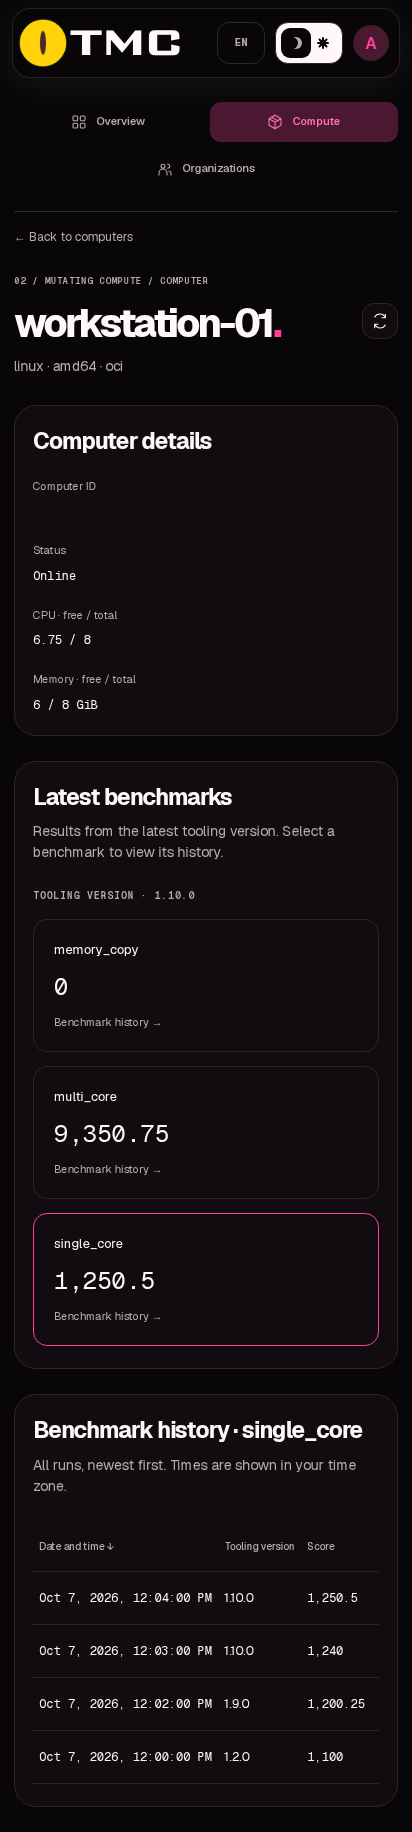 TMC
EN
A
Overview
Compute
Organizations
← Back to computers
02 / MUTATING COMPUTE / COMPUTER
workstation-01.
linux · amd64 · oci
Computer details
Computer ID
Status
Online
CPU · free / total
6.75 / 8
Memory · free / total
6 / 8 GiB
Latest benchmarks
Results from the latest tooling version. Select a
benchmark to view its history.
TOOLING VERSION · 1.10.0
memory_copy
0
Benchmark history →
multi_core
9,350.75
Benchmark history →
single_core
1,250.5
Benchmark history →
Benchmark history · single_core
All runs, newest first. Times are shown in your time
zone.
Date and time ↓ Tooling version Score
Oct 7, 2026, 12:04:00 PM 1.10.0 1,250.5
Oct 7, 2026, 12:03:00 PM 1.10.0 1,240
Oct 7, 2026, 12:02:00 PM 1.9.0 1,200.25
Oct 7, 2026, 12:00:00 PM 1.2.0 1,100